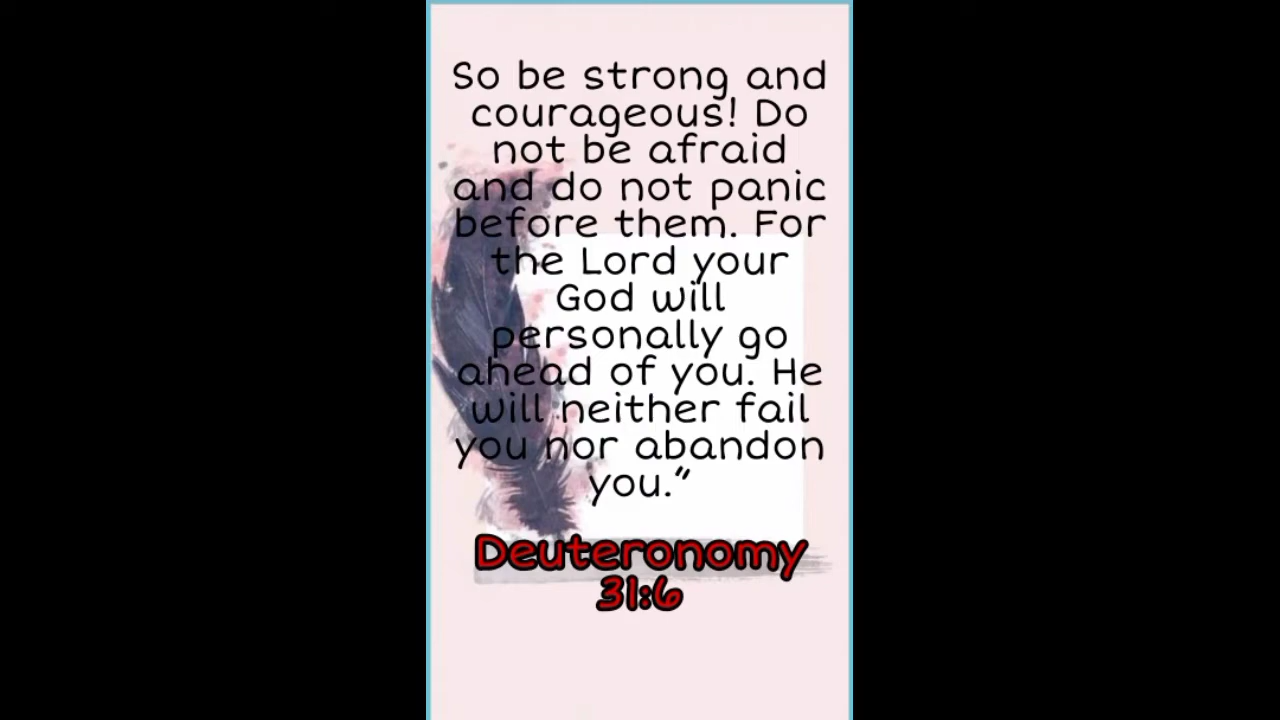 So be strong and
courageous! Do
not be afraid
and do not panic
before them. For
the Lord your
God will
personally go
ahead of you. He
will neither fail
you nor abandon
you.”
Deuteronomy
31:6